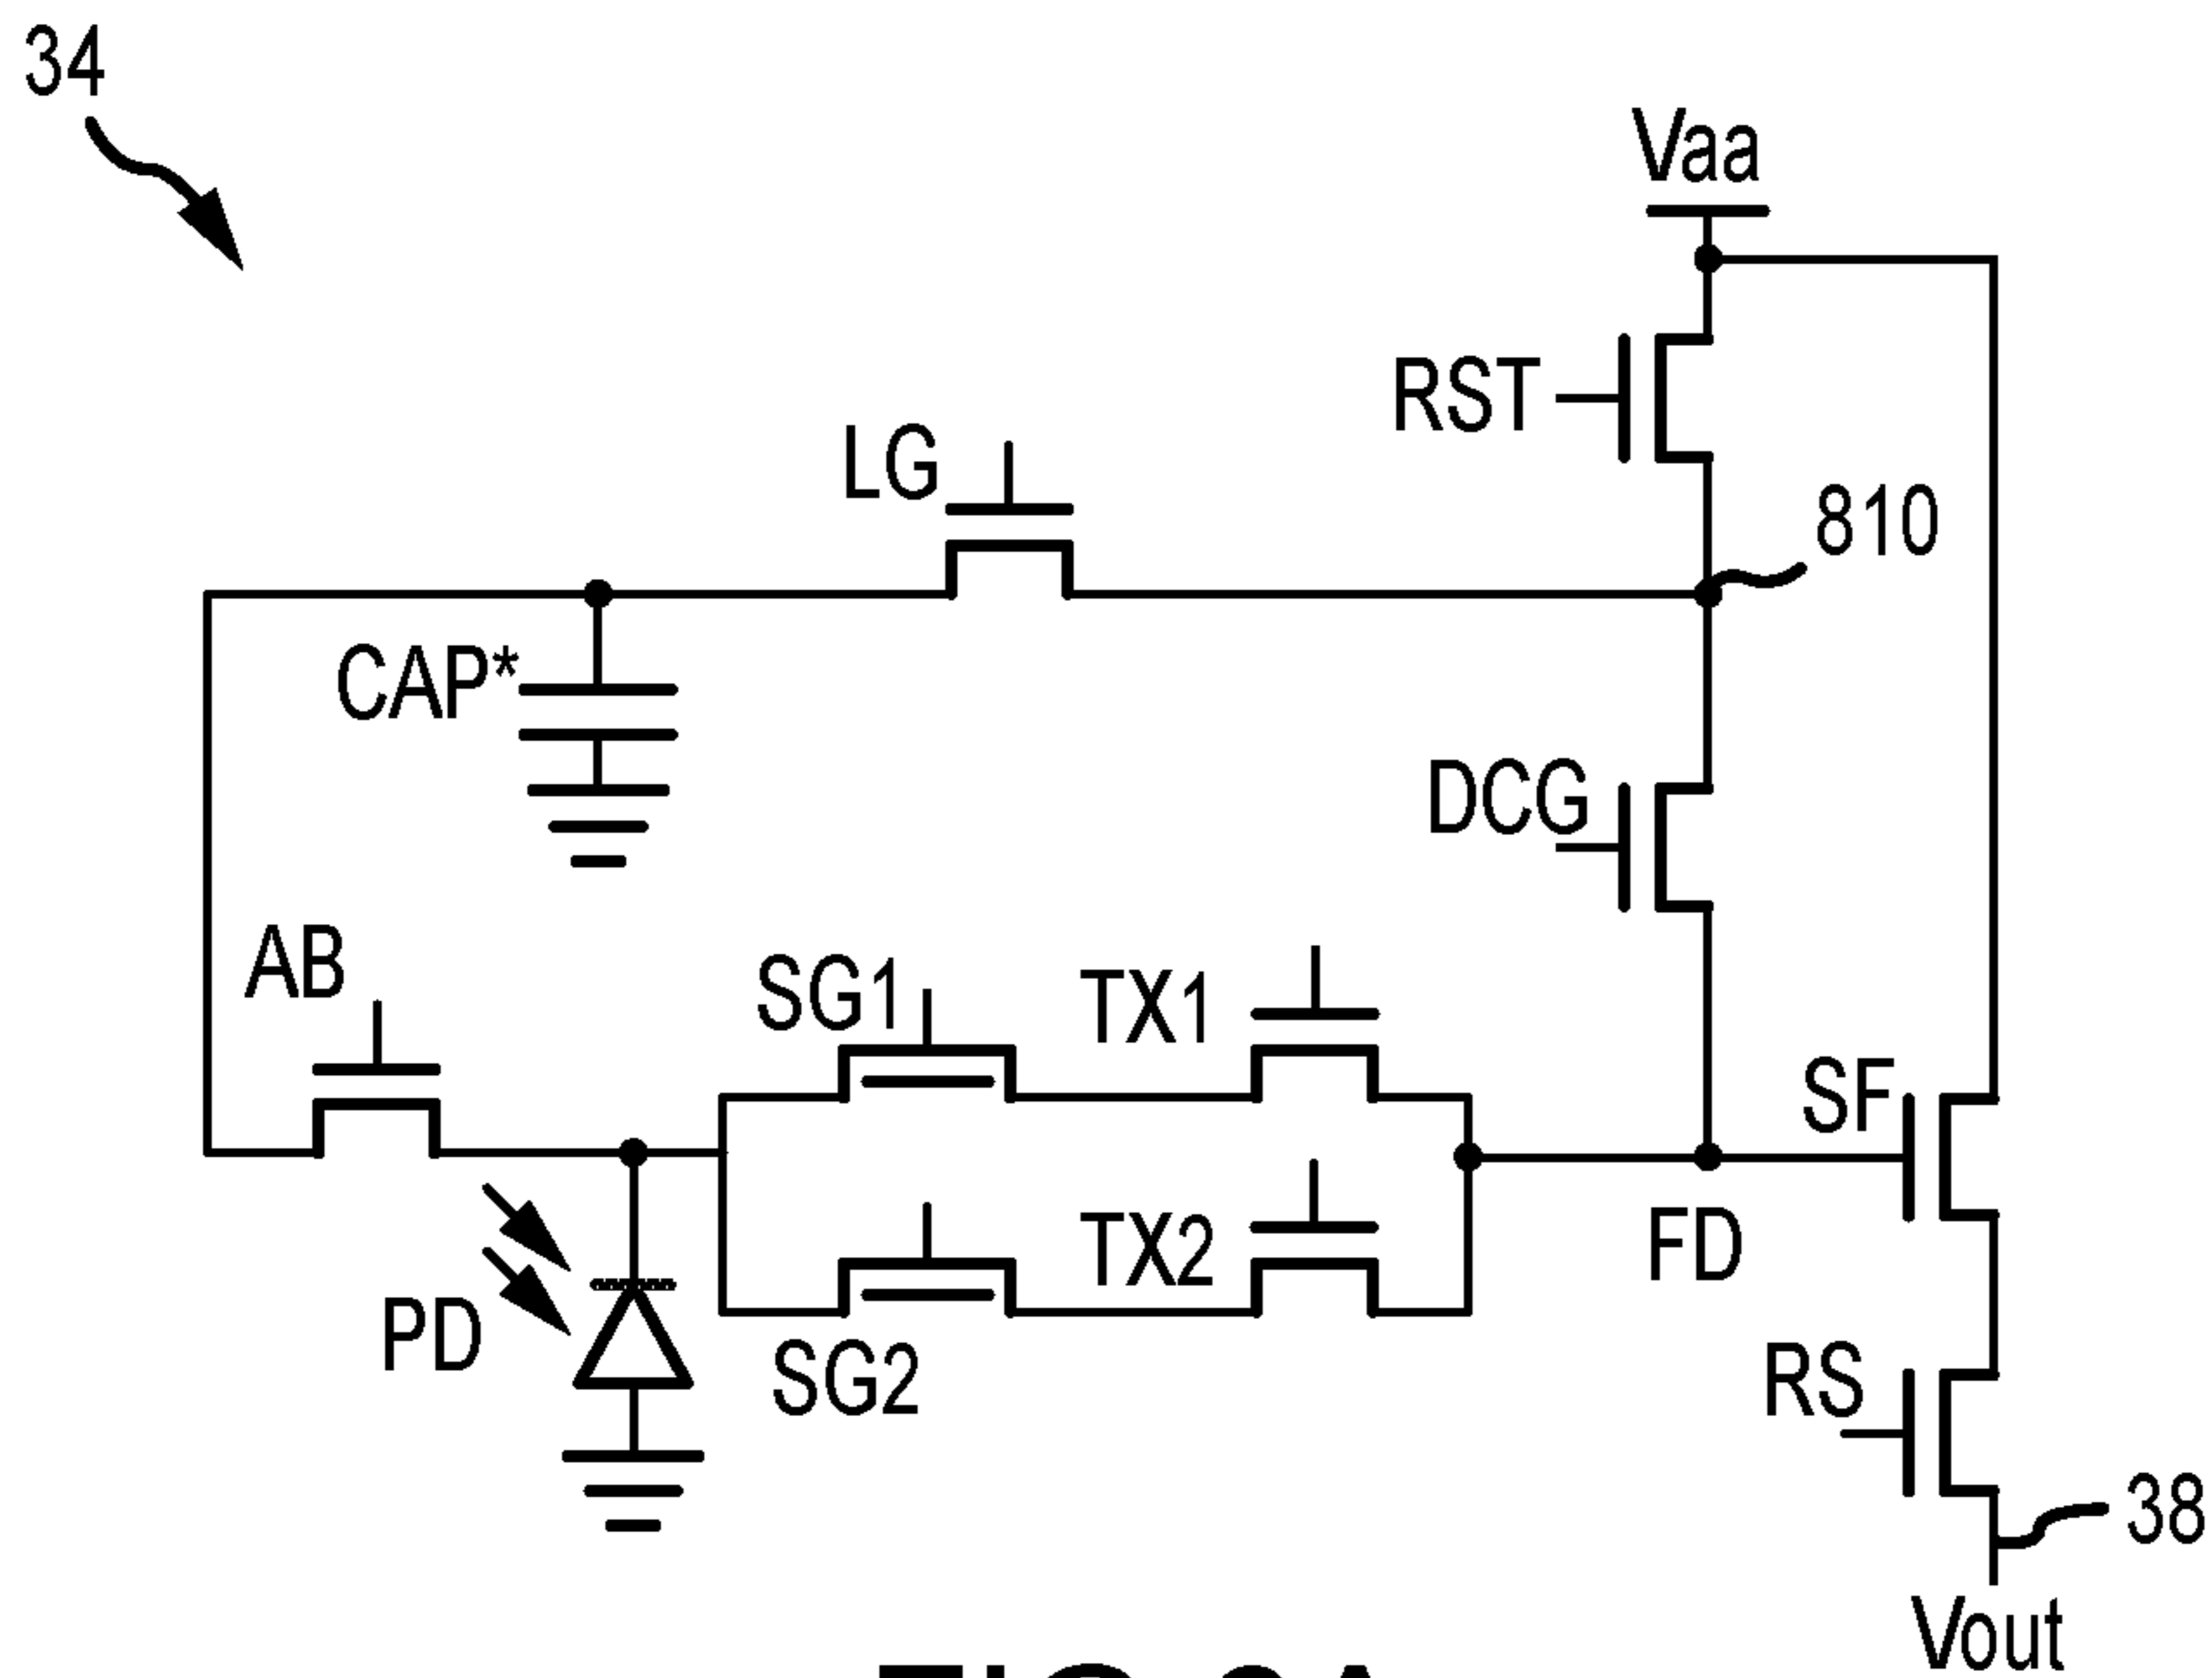 34
Vaa
RST
LG
810
CAP*
DCG
AB
SG1
TX1
SF
TX2
FD
PD
SG2
RS
38
Vout